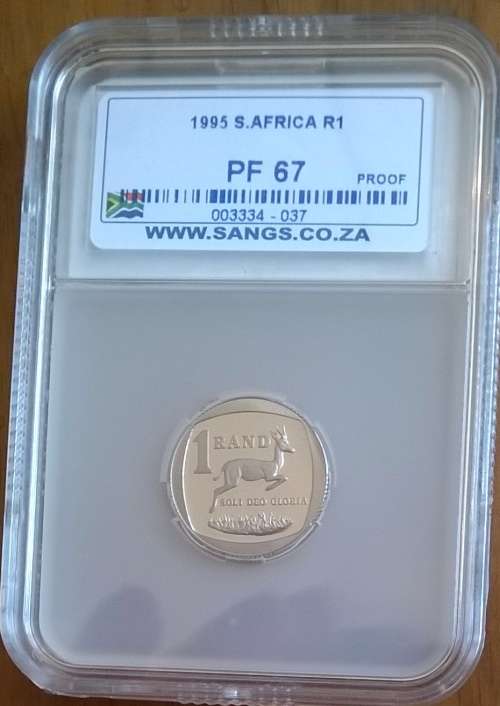 1995 S.AFRICA R1
PF 67 PROOF
003334 - 037
WWW.SANGS.CO.ZA
1 RAND
SOLI DEO GLORIA